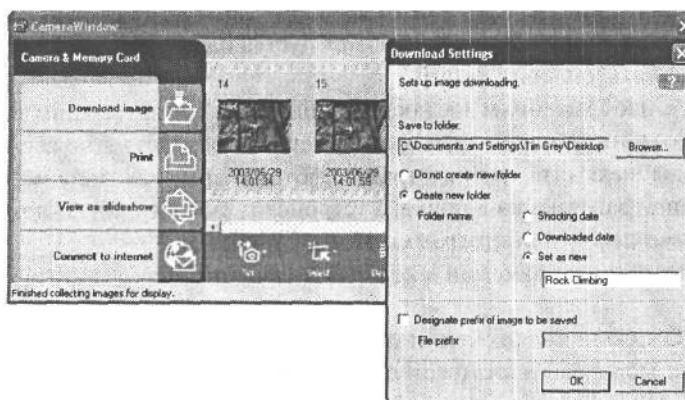 CameraWindow
Camera & Memory Card
Download image
Print
View as slideshow
Connect to internet
14
15
2003/06/29
14:01:34
2003/06/29
14:01:59
Set
Select
Finished collecting images for display.
Download Settings
Sets up image downloading.
Save to folder:
C:\Documents and Settings\Tim Grey\Desktop
Browse...
Do not create new folder
Create new folder
Folder name:
Shooting date
Downloaded date
Set as new
Rock Climbing
Designate prefix of image to be saved
File prefix
OK
Cancel